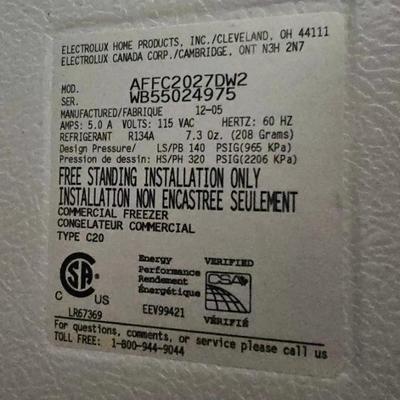 ELECTROLUX HOME PRODUCTS, INC./CLEVELAND, OH 44111
ELECTROLUX CANADA CORP./CAMBRIDGE, ONT N3H 2N7
MOD. AFFC2027DW2
SER. WB55024975
MANUFACTURED/FABRIQUE 12-05
AMPS: 5.0 A VOLTS: 115 VAC HERTZ: 60 HZ
REFRIGERANT R134A 7.3 Oz. (208 Grams)
Design Pressure/ LS/PB 140 PSIG(965 KPa)
Pression de dessin: HS/PH 320 PSIG(2206 KPa)
FREE STANDING INSTALLATION ONLY
INSTALLATION NON ENCASTREE SEULEMENT
COMMERCIAL FREEZER
CONGELATEUR COMMERCIAL
TYPE C20
Energy VERIFIED
Performance
Rendement
Énergétique
CSA
C US
EEV99421 VÉRIFIÉ
LR67369
For questions, comments, or service please call
TOLL FREE: 1-800-944-9044